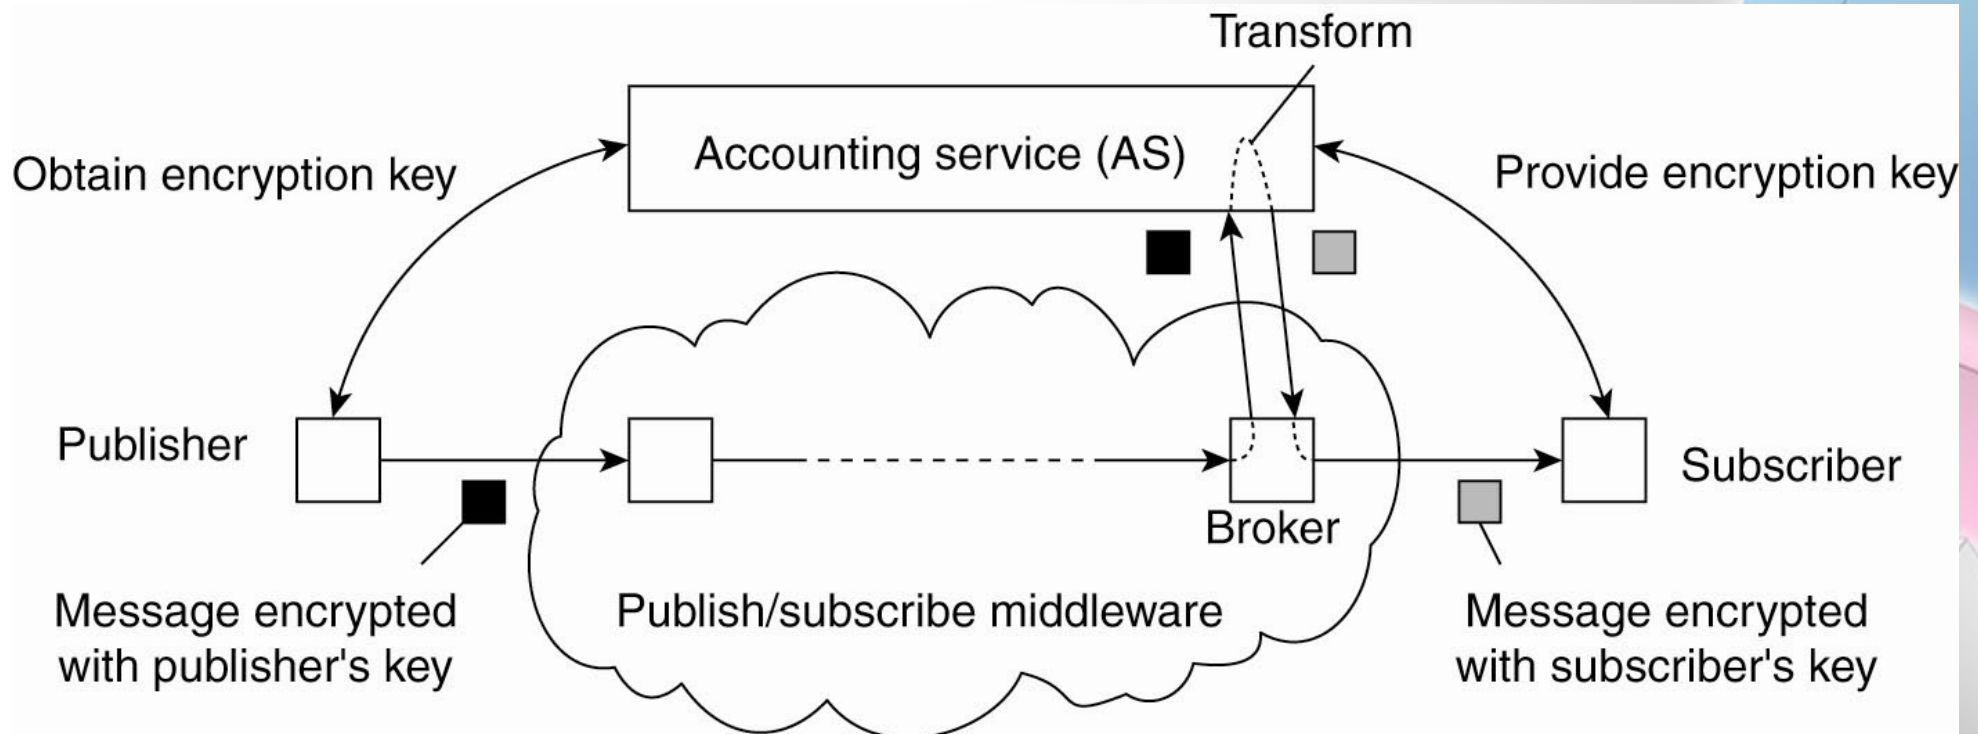 Transform
Accounting service (AS)
Obtain encryption key
Provide encryption key
Publisher
Subscriber
Broker
Message encrypted
with publisher's key
Publish/subscribe middleware
Message encrypted
with subscriber's key